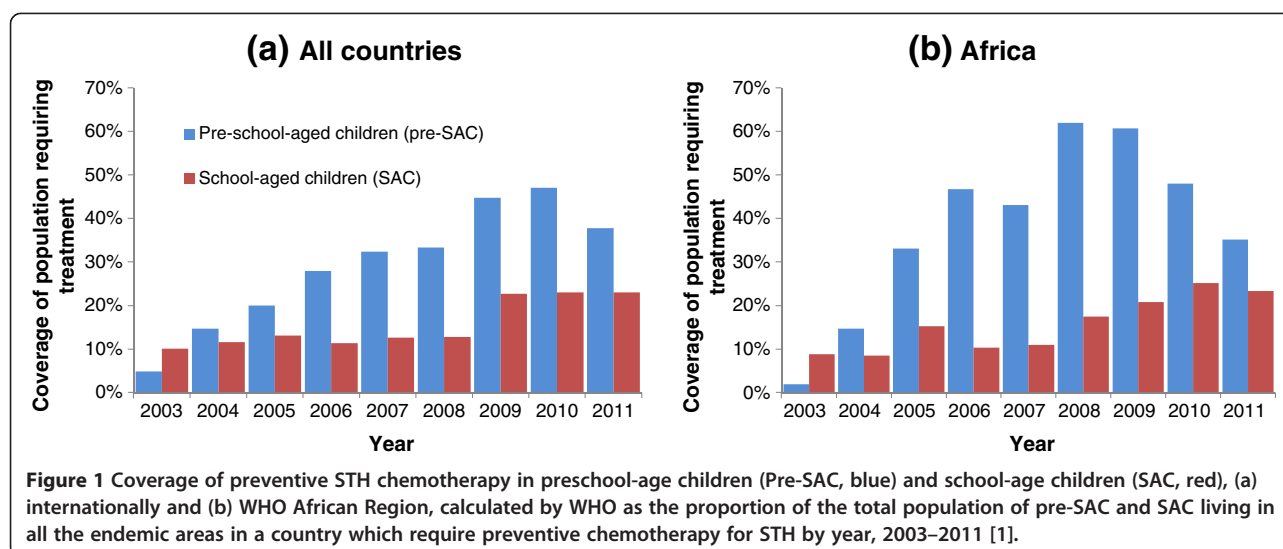 (a) All countries
70%
60%
50%
40%
30%
20%
10%
0%
Coverage of population requiring
treatment
Pre-school-aged children (pre-SAC)
School-aged children (SAC)
2003 2004 2005 2006 2007 2008 2009 2010 2011
Year
(b) Africa
70%
60%
50%
40%
30%
20%
10%
0%
Coverage of population requiring
treatment
2003 2004 2005 2006 2007 2008 2009 2010 2011
Year
Figure 1 Coverage of preventive STH chemotherapy in preschool-age children (Pre-SAC, blue) and school-age children (SAC, red), (a)
internationally and (b) WHO African Region, calculated by WHO as the proportion of the total population of pre-SAC and SAC living in
all the endemic areas in a country which require preventive chemotherapy for STH by year, 2003–2011 [1].